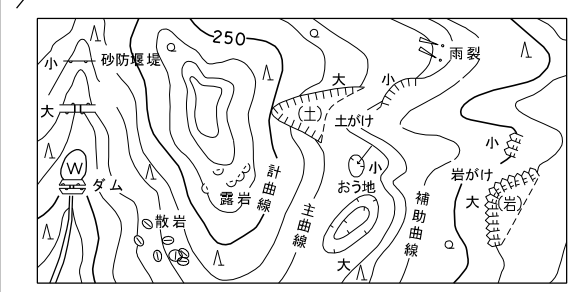 250
小
砂防堰堤
大
W
ダム
散岩
露岩
計曲線
主曲線
大
小
(土)
土がけ
雨裂
小
おう地
大
補助曲線
小
岩がけ
大
(岩)